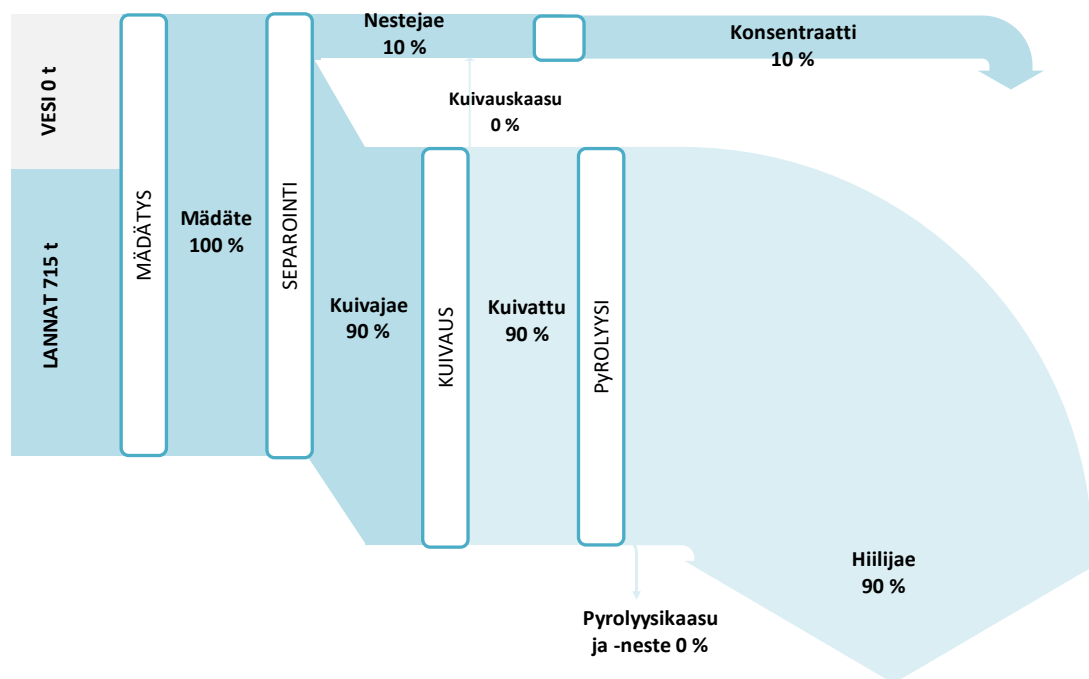 VESI 0 t
LANNAT 715 t
MÄDÄTYS
Mädäte
100 %
SEPAROINTI
Nestejae
10 %
Konsentraatti
10 %
Kuivauskaasu
0 %
Kuivajae
90 %
KUIVAUS
Kuivattu
90 %
PyROLYYSI
Hiilijae
90 %
Pyrolyysikaasu
ja -neste 0 %